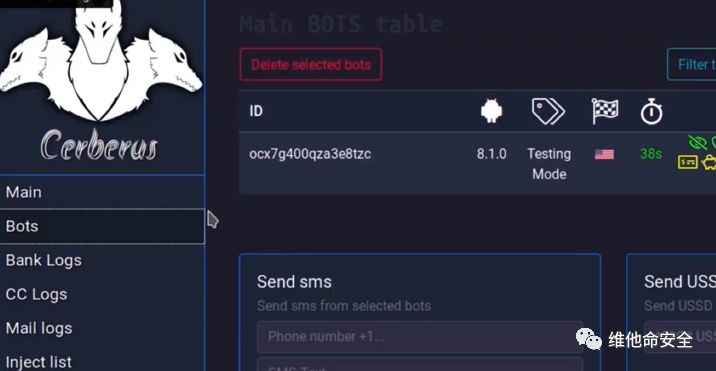 Main BOTS table
Delete selected bots
Filter t
ID
ocx7g400qza3e8tzc
8.1.0
Testing
Mode
38s
Cerberus
Main
Bots
Bank Logs
CC Logs
Mail logs
Inject list
Send sms
Send sms from selected bots
Phone number +1...
SMS Text
Send USS
Send USSD
维他命安全